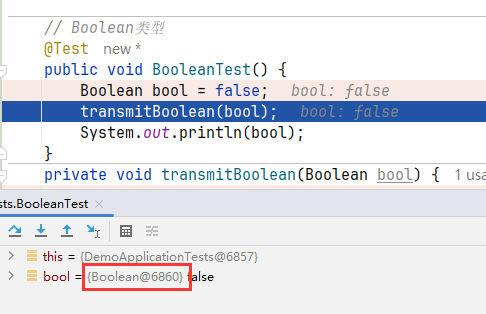 // Boolean类型
@Test new *
public void BooleanTest() {
Boolean bool = false; bool: false
transmitBoolean(bool); bool: false
System.out.println(bool);
}
private void transmitBoolean(Boolean bool) { 1 usa
ts.BooleanTest ×
this = {DemoApplicationTests@6857}
bool = {Boolean@6860} false